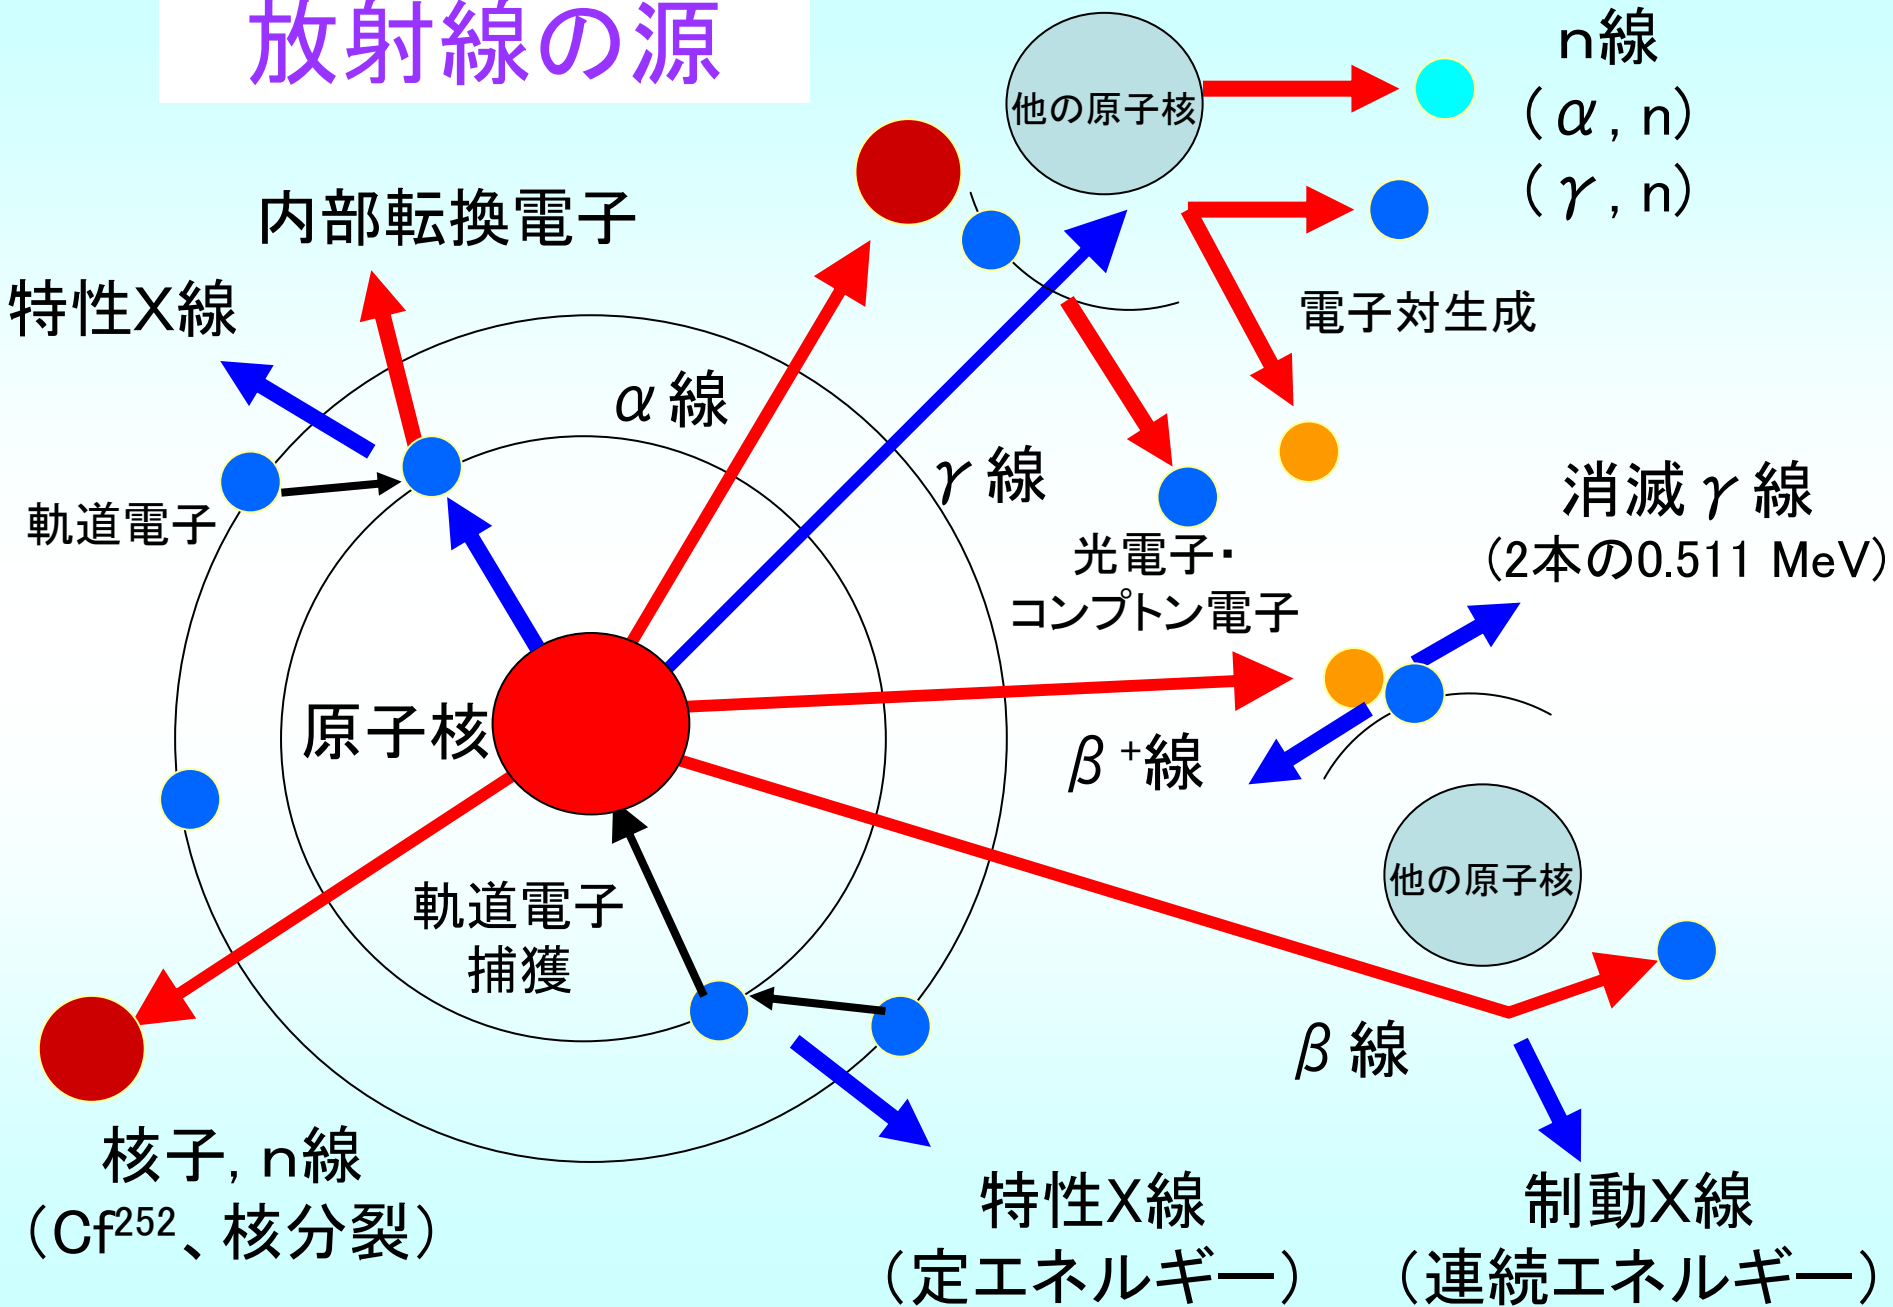 放射線の源
n線
(α, n)
(γ, n)
他の原子核
内部転換電子
特性X線
電子対生成
α線
γ線
軌道電子
消滅γ線
(2本の0.511 MeV)
光電子・
コンプトン電子
原子核
β⁺線
他の原子核
軌道電子
捕獲
β線
核子, n線
(Cf²⁵²、核分裂)
特性X線
(定エネルギー)
制動X線
(連続エネルギー)